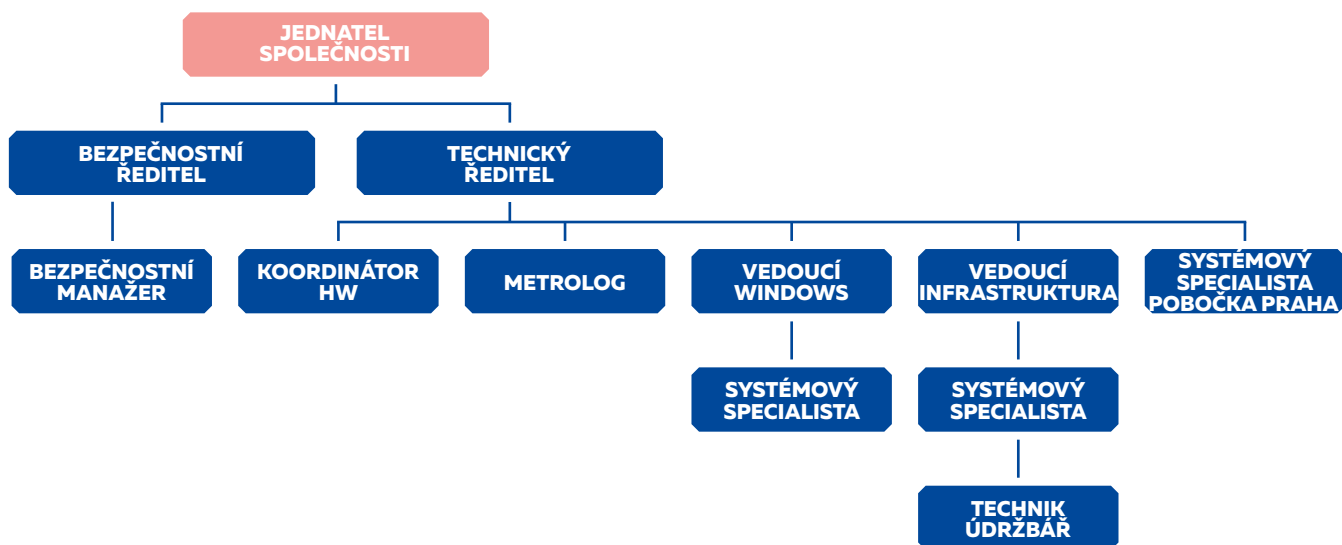 JEDNATEL
SPOLEČNOSTI
BEZPEČNOSTNÍ
ŘEDITEL
TECHNICKÝ
ŘEDITEL
BEZPEČNOSTNÍ
MANAŽER
KOORDINÁTOR
HW
METROLOG
VEDOUCÍ
WINDOWS
VEDOUCÍ
INFRASTRUKTURA
SYSTÉMOVÝ
SPECIALISTA
POBOČKA PRAHA
SYSTÉMOVÝ
SPECIALISTA
SYSTÉMOVÝ
SPECIALISTA
TECHNIK
ÚDRŽBÁŘ